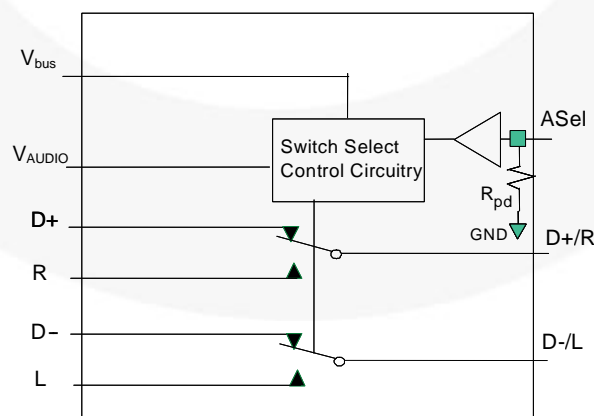 Vbus
ASel
Switch Select
Control Circuitry
VAUDIO
Rpd
D+
GND
D+/R
R
D–
D-/L
L